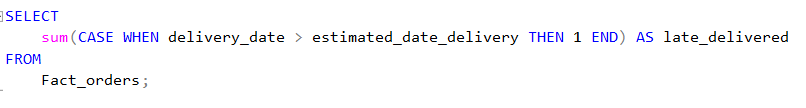 SELECT
sum(CASE WHEN delivery_date > estimated_date_delivery THEN 1 END) AS late_delivered
FROM
Fact_orders;